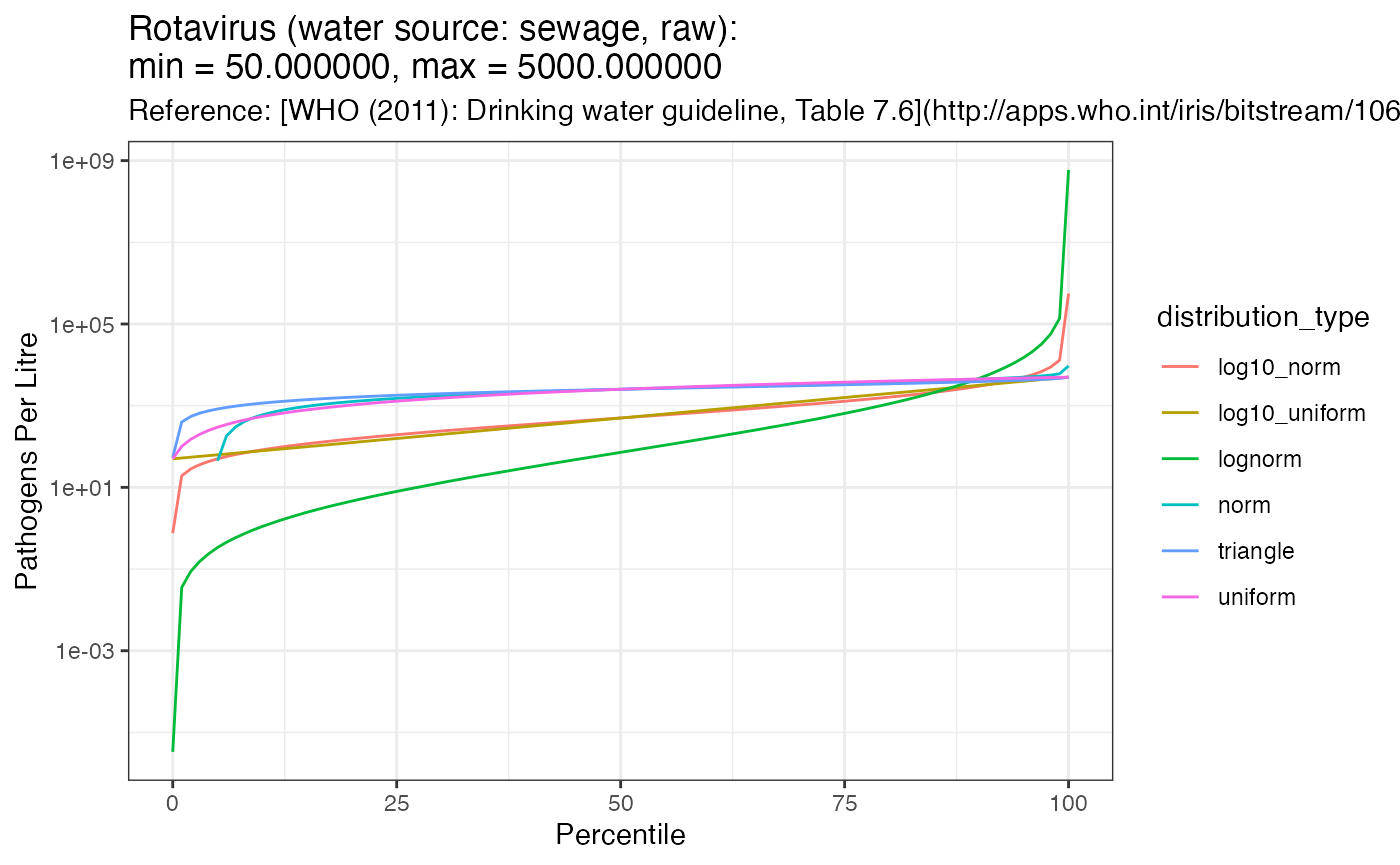 Rotavirus (water source: sewage, raw):
min = 50.000000, max = 5000.000000
Reference: [WHO (2011): Drinking water guideline, Table 7.6](http://apps.who.int/iris/bitstream/106
Pathogens Per Litre
1e+09
1e+05
1e+01
1e-03
0
25
50
75
100
Percentile
distribution_type
log10_norm
log10_uniform
lognorm
norm
triangle
uniform